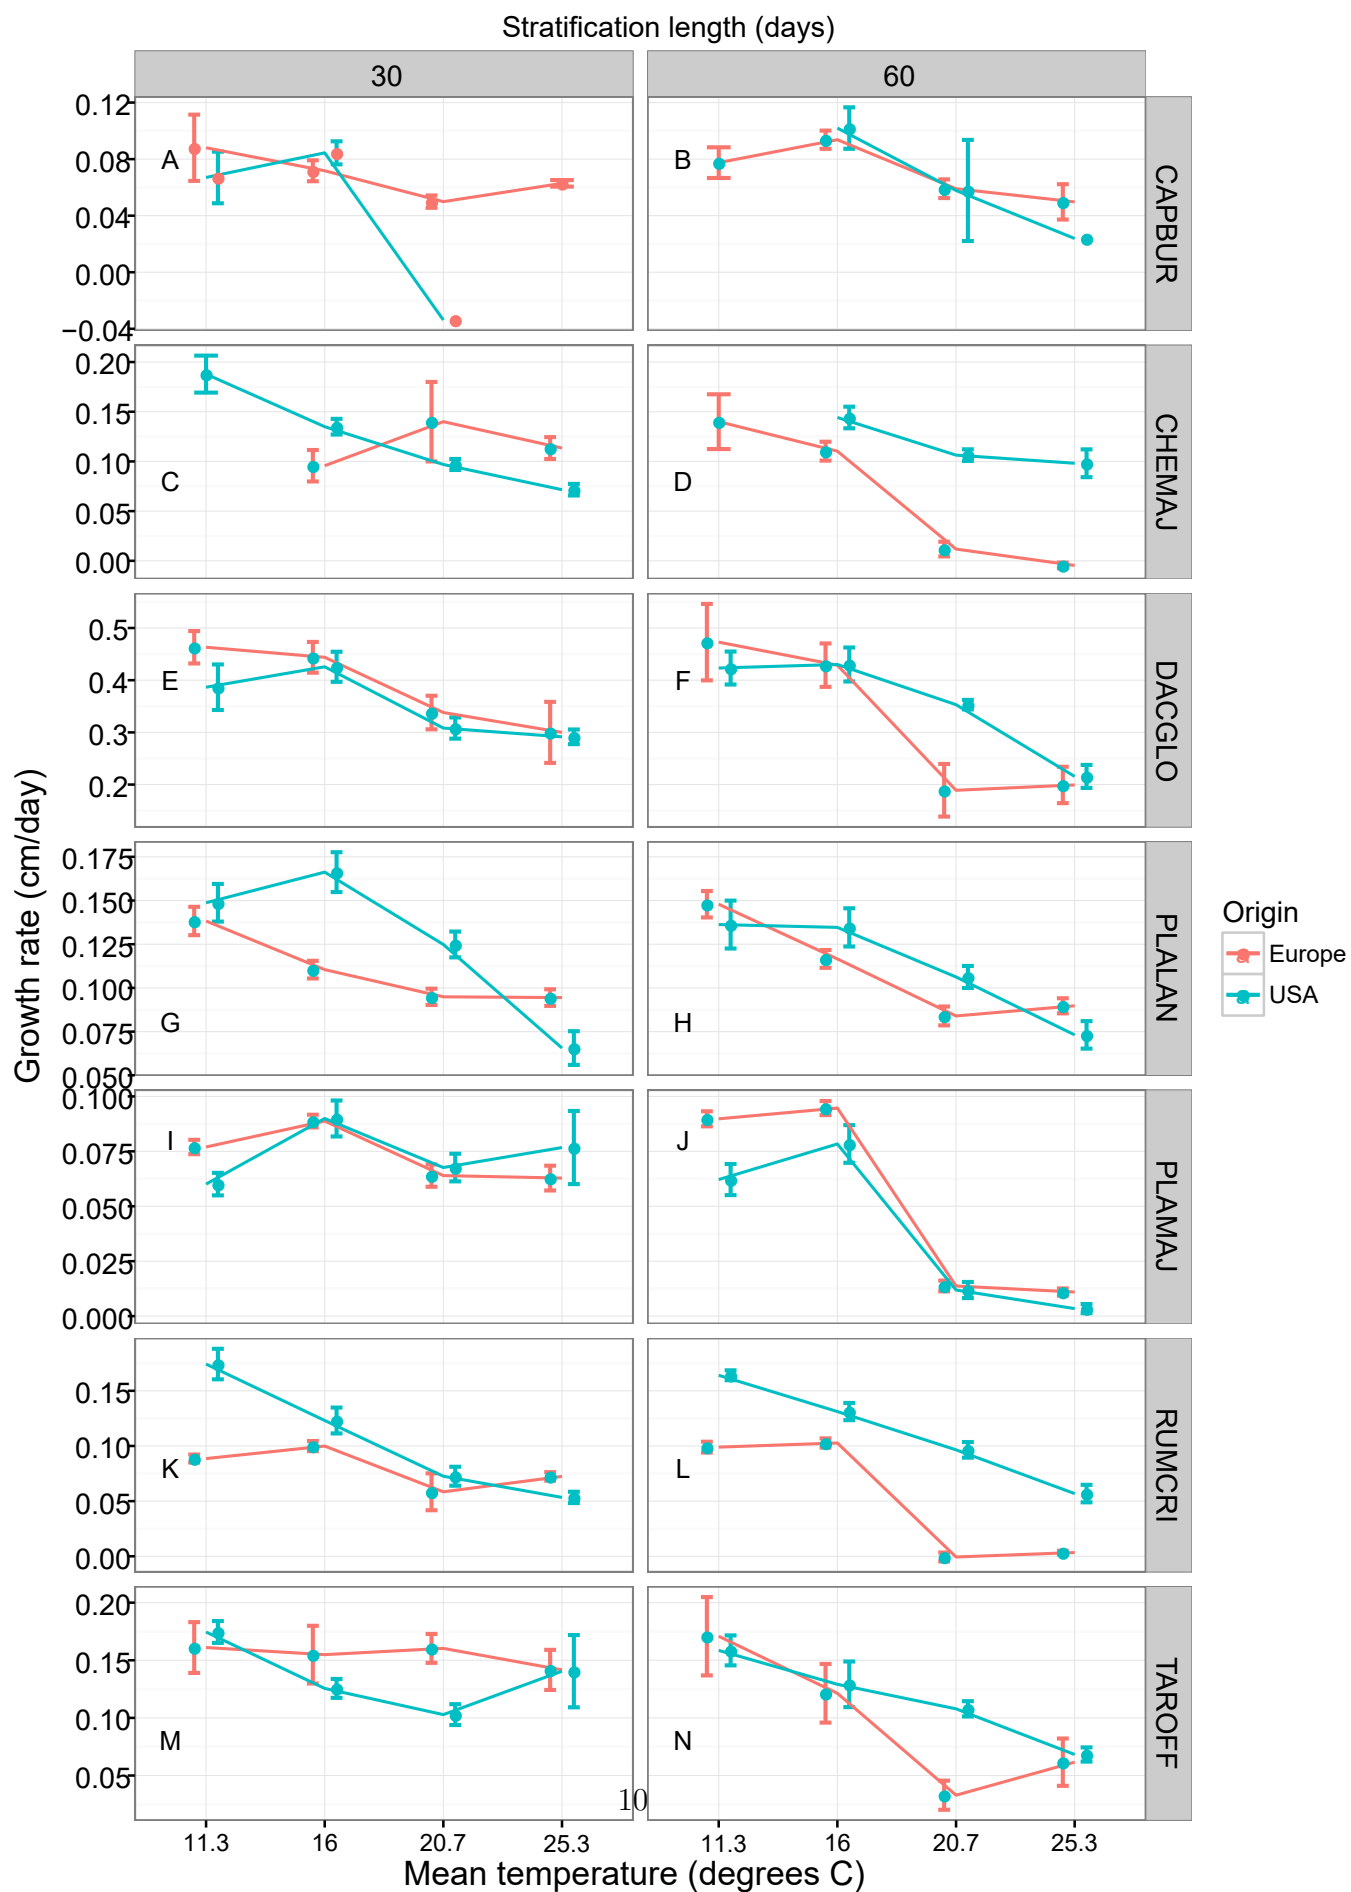 Stratification length (days)
30
60
0.12
0.08
0.04
0.00
−0.04
A
B
CAPBUR
0.20
0.15
0.10
0.05
0.00
C
D
CHEMAJ
0.5
0.4
0.3
0.2
E
F
DACGLO
0.175
0.150
0.125
0.100
0.075
0.050
G
H
PLALAN
0.100
0.075
0.050
0.025
0.000
I
J
PLAMAJ
0.15
0.10
0.05
0.00
K
L
RUMCRI
0.20
0.15
0.10
0.05
M
N
TAROFF
10
11.3
16
20.7
25.3
11.3
16
20.7
25.3
Mean temperature (degrees C)
Growth rate (cm/day)
Origin
Europe
USA